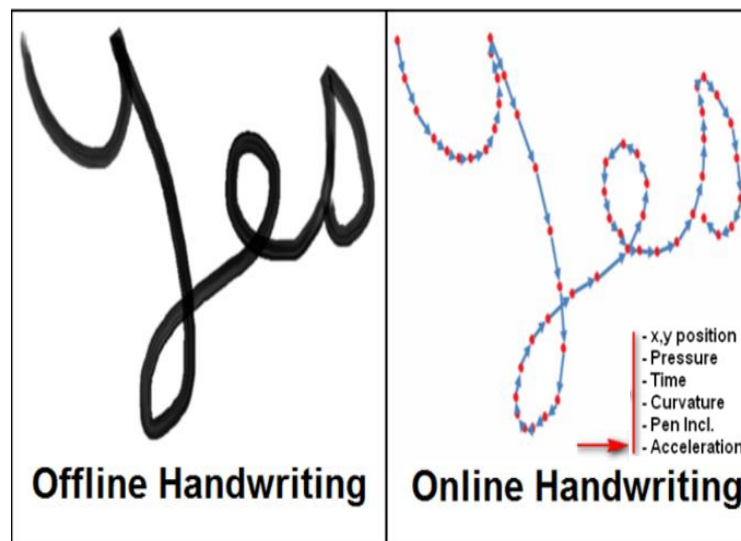 Yes
Offline Handwriting
Yes
- x,y position
- Pressure
- Time
- Curvature
- Pen Incl.
- Acceleration
Online Handwriting